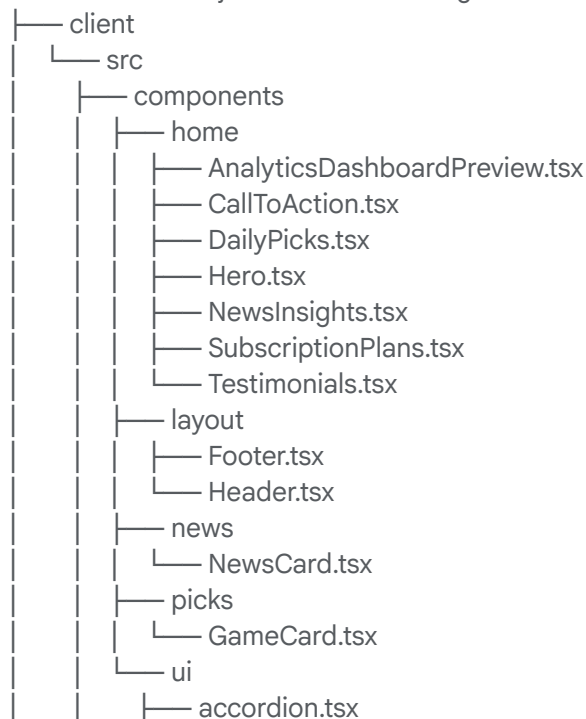 ├── client
│   └── src
│       ├── components
│       │   ├── home
│       │   │   ├── AnalyticsDashboardPreview.tsx
│       │   │   ├── CallToAction.tsx
│       │   │   ├── DailyPicks.tsx
│       │   │   ├── Hero.tsx
│       │   │   ├── NewsInsights.tsx
│       │   │   ├── SubscriptionPlans.tsx
│       │   │   └── Testimonials.tsx
│       │   ├── layout
│       │   │   ├── Footer.tsx
│       │   │   └── Header.tsx
│       │   ├── news
│       │   │   └── NewsCard.tsx
│       │   ├── picks
│       │   │   └── GameCard.tsx
│       │   └── ui
│       │       ├── accordion.tsx